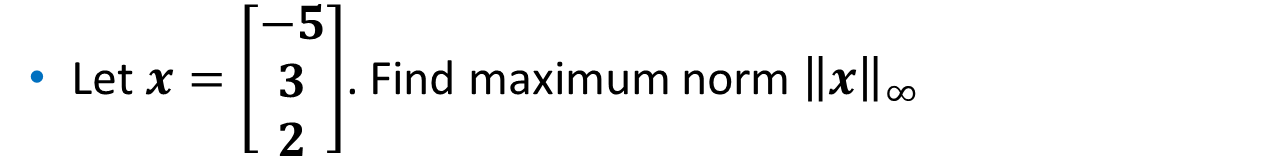 • Let 𝒙 = [−5 3 2]. Find maximum norm ‖𝒙‖∞